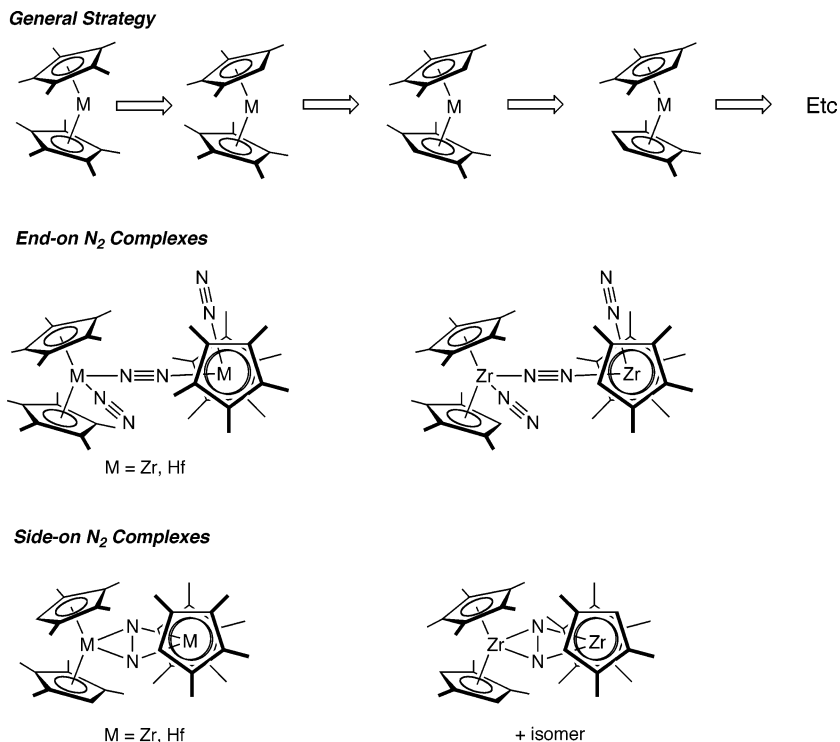 General Strategy
M M M M Etc
End-on N2 Complexes
N
N
M N N M
N
N
N
N
Zr N N Zr
N
N
M = Zr, Hf
Side-on N2 Complexes
N
M M
N
N
Zr Zr
N
M = Zr, Hf
+ isomer